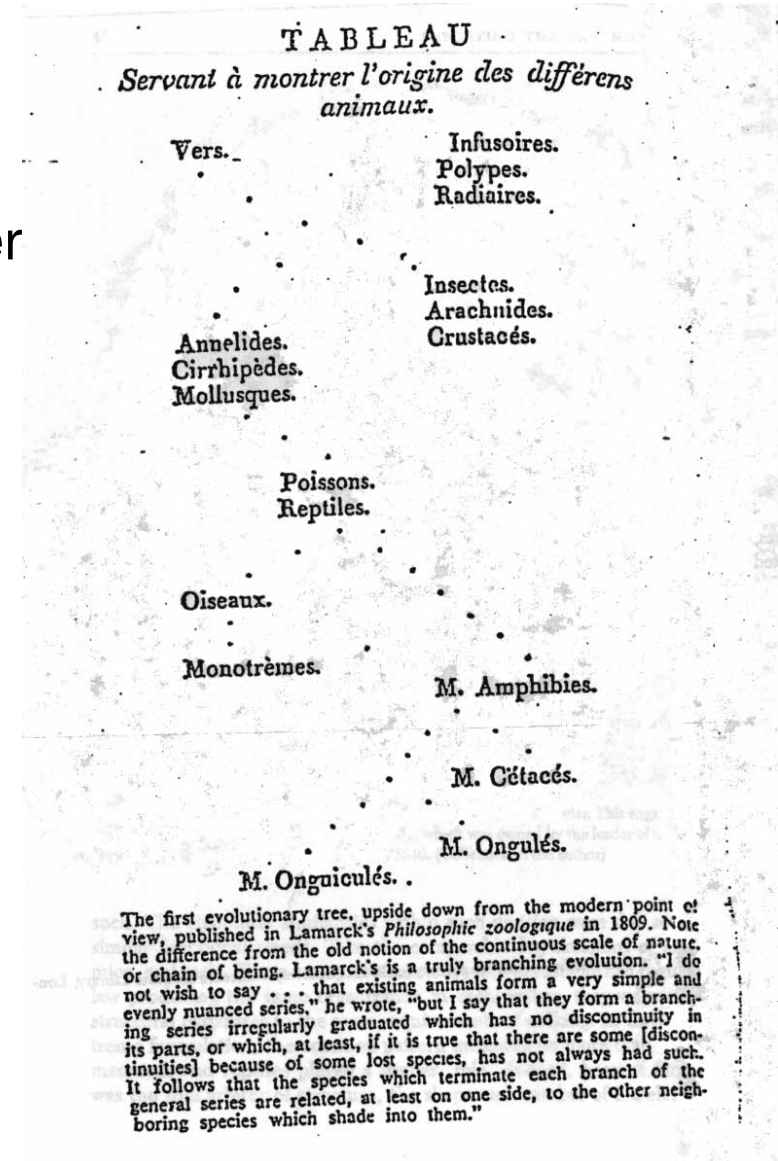 TABLEAU
Servant à montrer l'origine des différens
animaux.
Vers.
Infusoires.
Polypes.
Radiaires.
er
Insectes.
Arachnides.
Crustacés.
Annelides.
Cirrhipèdes.
Mollusques.
Poissons.
Reptiles.
Oiseaux.
Monotrèmes.
M. Amphibies.
M. Cétacés.
M. Ongulés.
M. Onguiculés.
The first evolutionary tree, upside down from the modern point of
view, published in Lamarck's Philosophie zoologique in 1809. Note
the difference from the old notion of the continuous scale of nature,
or chain of being. Lamarck's is a truly branching evolution. "I do
not wish to say . . . that existing animals form a very simple and
evenly nuanced series," he wrote, "but I say that they form a branch-
ing series irregularly graduated which has no discontinuity in
its parts, or which, at least, if it is true that there are some [discon-
tinuities] because of some lost species, has not always had such.
It follows that the species which terminate each branch of the
general series are related, at least on one side, to the other neigh-
boring species which shade into them."